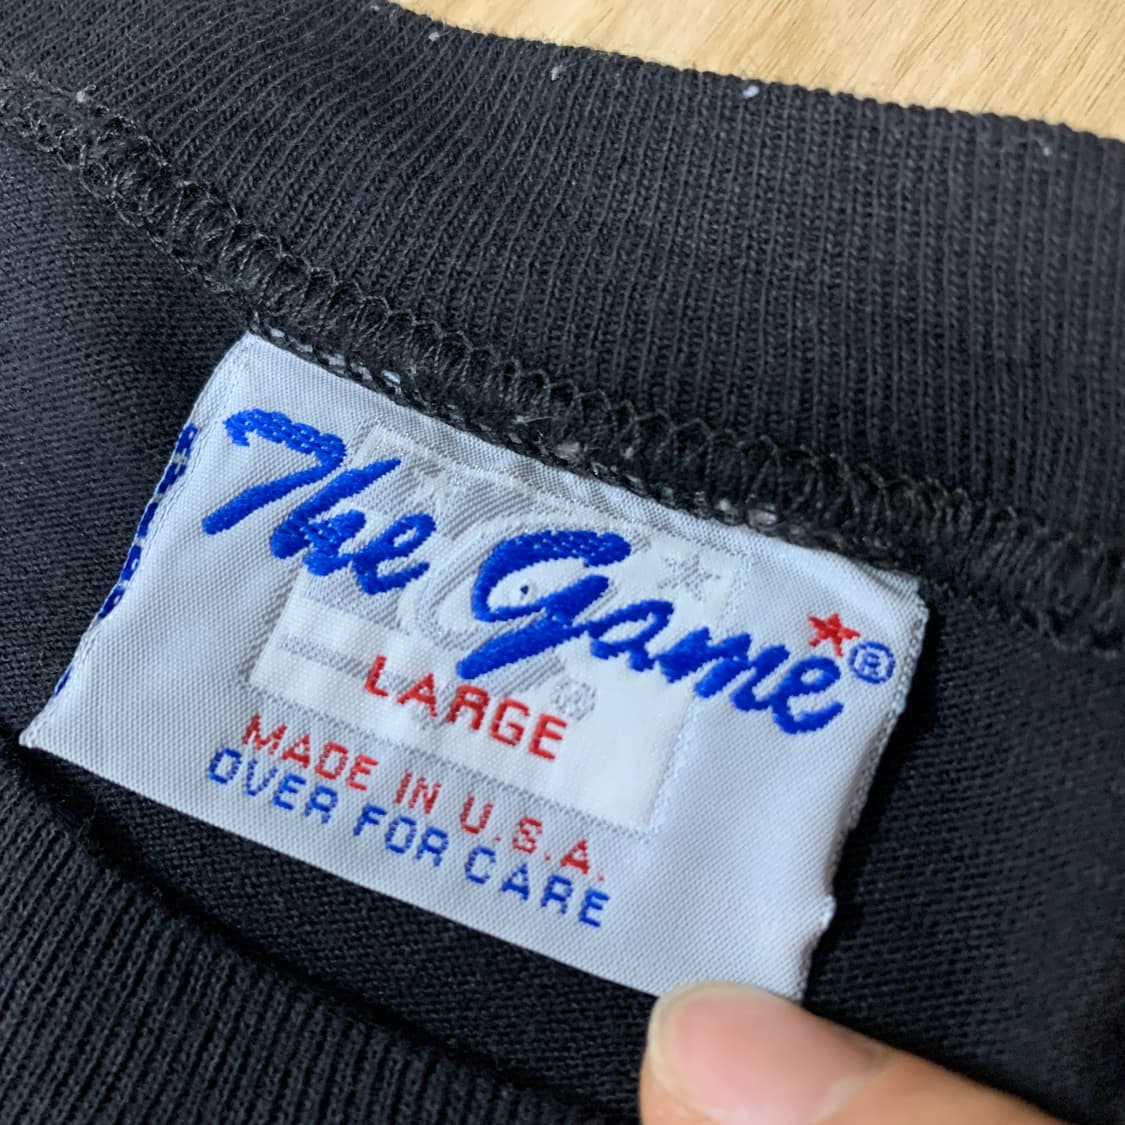 The Game ®
LARGE
MADE IN U.S.A.
OVER FOR CARE